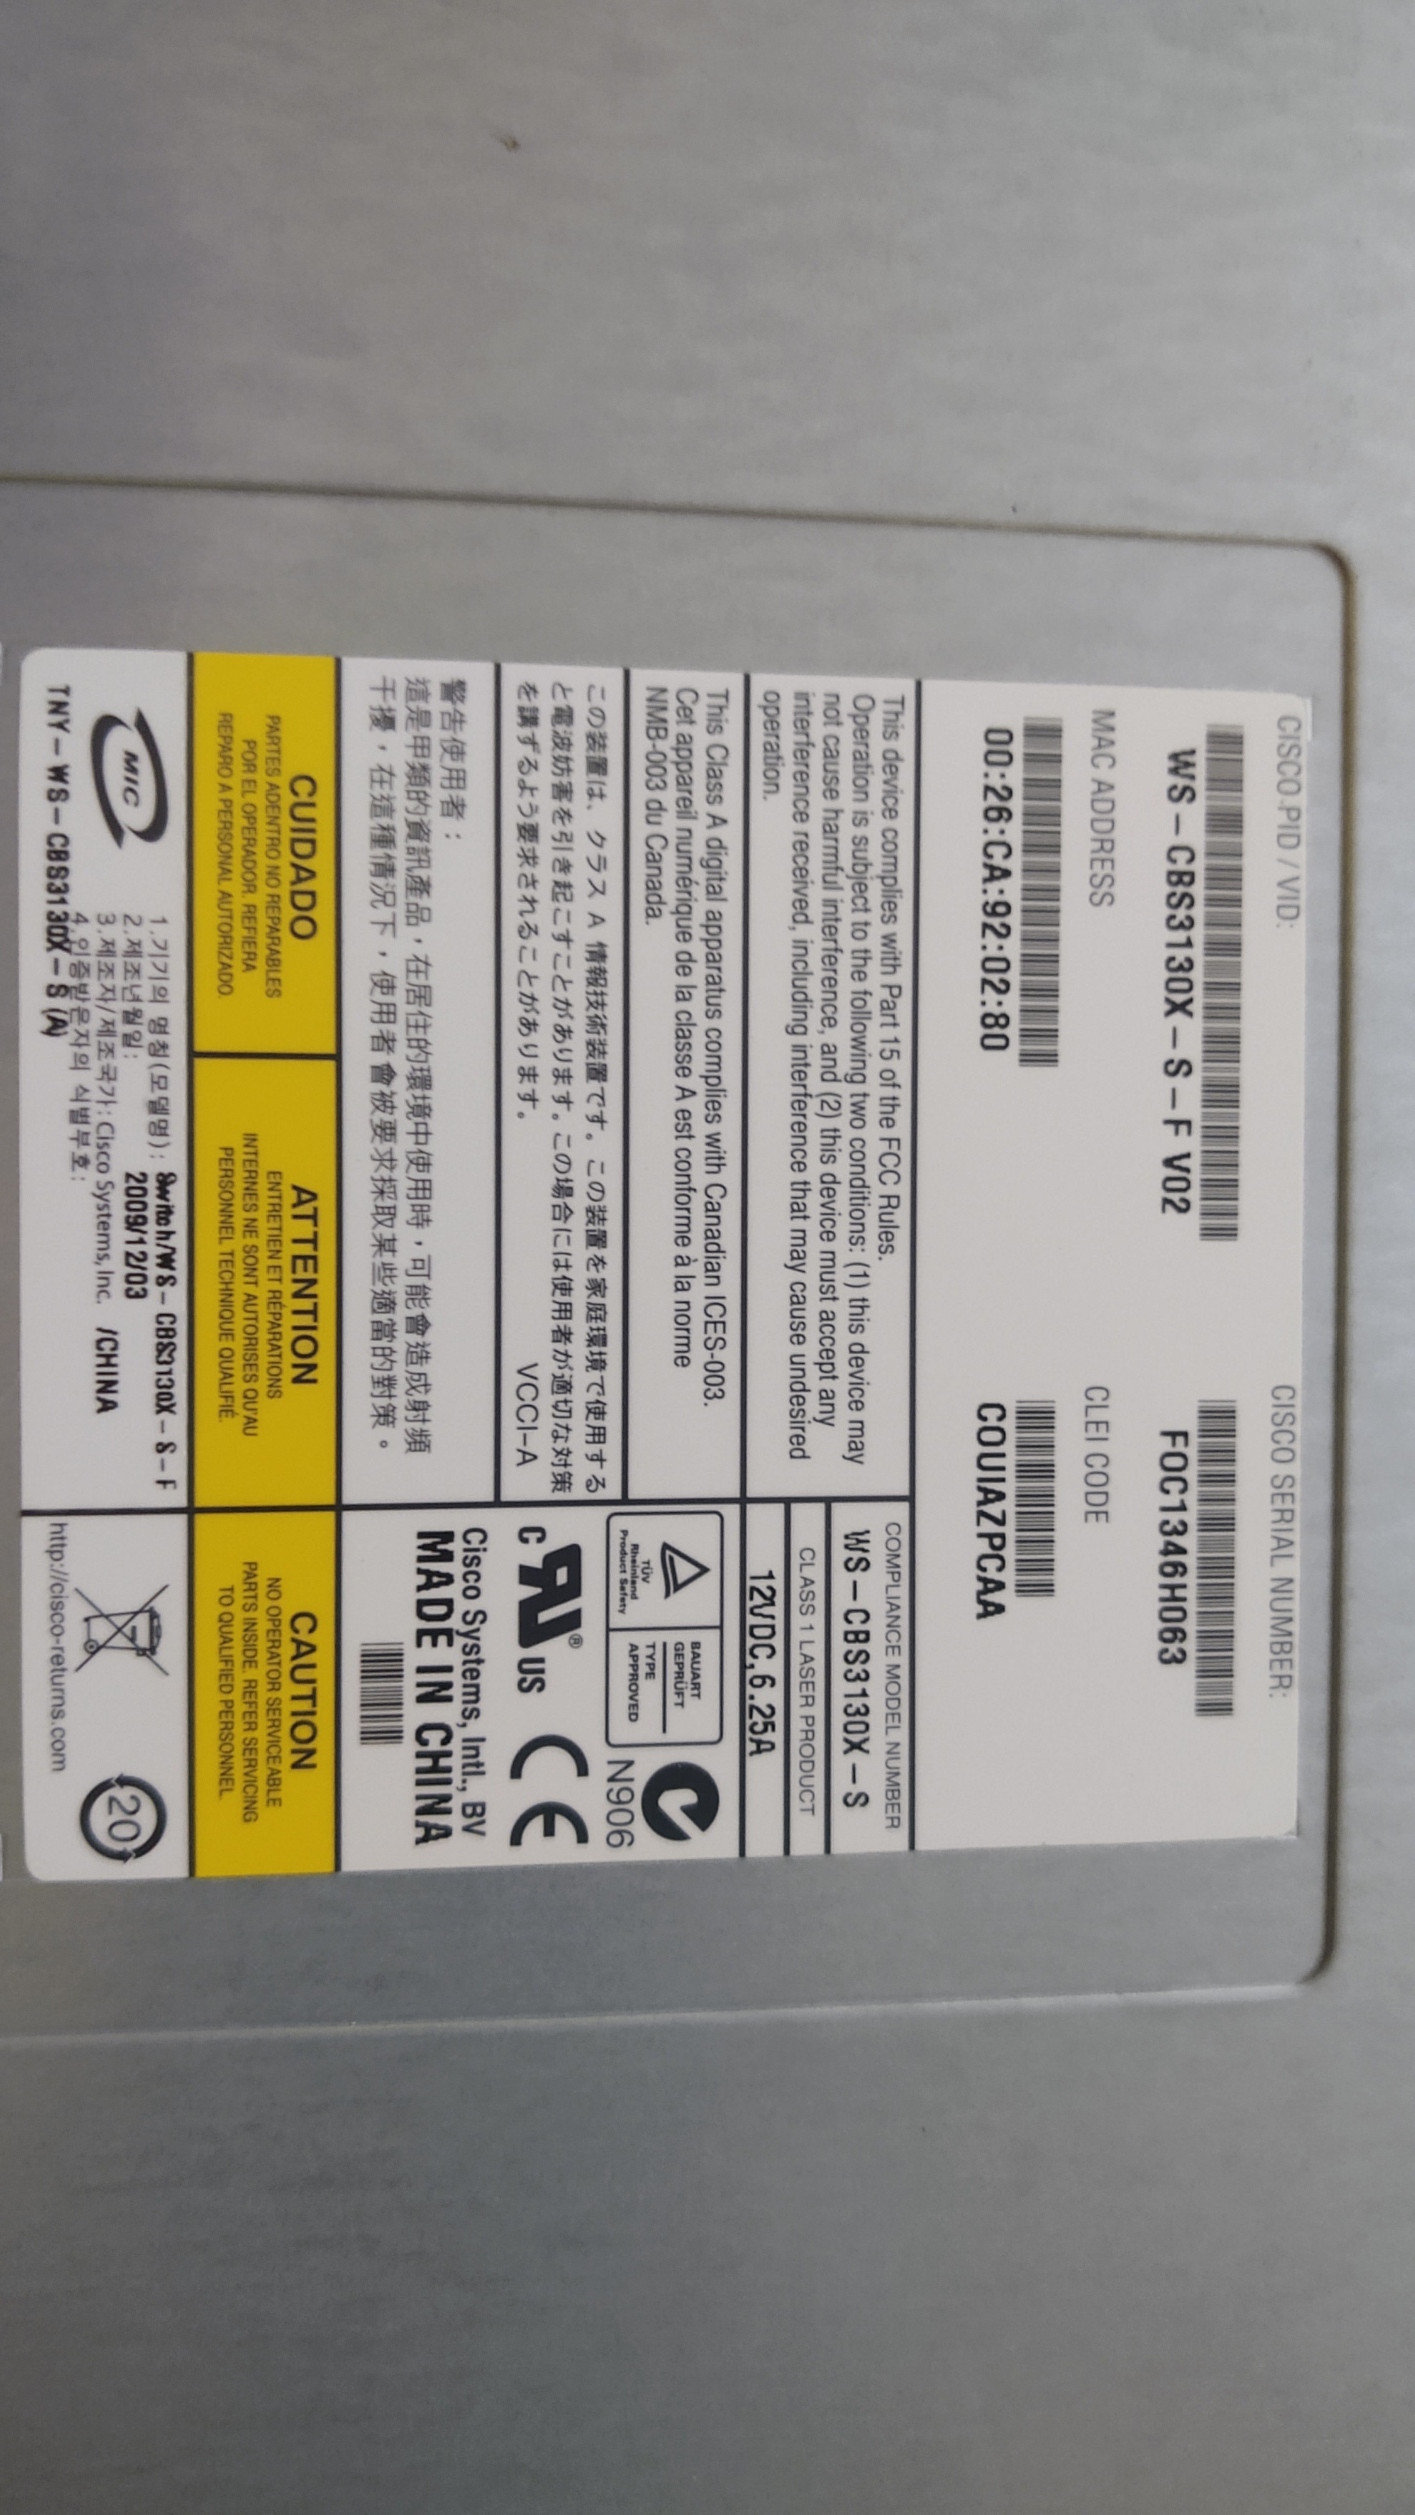 CISCO PID / VID:
WS-CBS3130X-S-F V02
CISCO SERIAL NUMBER:
FOC1346H063
MAC ADDRESS
00:26:CA:92:02:80
CLEI CODE
COUIAZPCAA
This device complies with Part 15 of the FCC Rules.
Operation is subject to the following two conditions: (1) this device may
not cause harmful interference, and (2) this device must accept any
interference received, including interference that may cause undesired
operation.
COMPLIANCE MODEL NUMBER
WS-CBS3130X-S
CLASS 1 LASER PRODUCT
12VDC,6.25A
This Class A digital apparatus complies with Canadian ICES-003.
Cet appareil numérique de la classe A est conforme à la norme
NMB-003 du Canada.
TÜV
Rheinland
Product Safety
BAUART
GEPRÜFT
TYPE
APPROVED
N906
この装置は、クラス A 情報技術装置です。この装置を家庭環境で使用する
と電波妨害を引き起こすことがあります。この場合には使用者が適切な対策
を講ずるよう要求されることがあります。 VCCI-A
c RU ® US CE
警告使用者：
這是甲類的資訊產品，在居住的環境中使用時，可能會造成射頻
干擾，在這種情況下，使用者會被要求採取某些適當的對策。
Cisco Systems, Intl., BV
MADE IN CHINA
CUIDADO
PARTES ADENTRO NO REPARABLES
POR EL OPERADOR. REFIERA
REPARO A PERSONAL AUTORIZADO.
ATTENTION
ENTRETIEN ET RÉPARATIONS
INTERNES NE SONT AUTORISES QU'AU
PERSONNEL TECHNIQUE QUALIFIÉ.
CAUTION
NO OPERATOR SERVICEABLE
PARTS INSIDE. REFER SERVICING
TO QUALIFIED PERSONNEL.
MIC
1.기기의 명칭(모델명): Switch/WS-CBS3130X-S-F
2.제조년월일: 2009/12/03
3.제조자/제조국가: Cisco Systems, Inc. /CHINA
4.인증받은자의 식별부호:
TNY-WS-CBS3130X-S (A)
20
http://cisco-returns.com